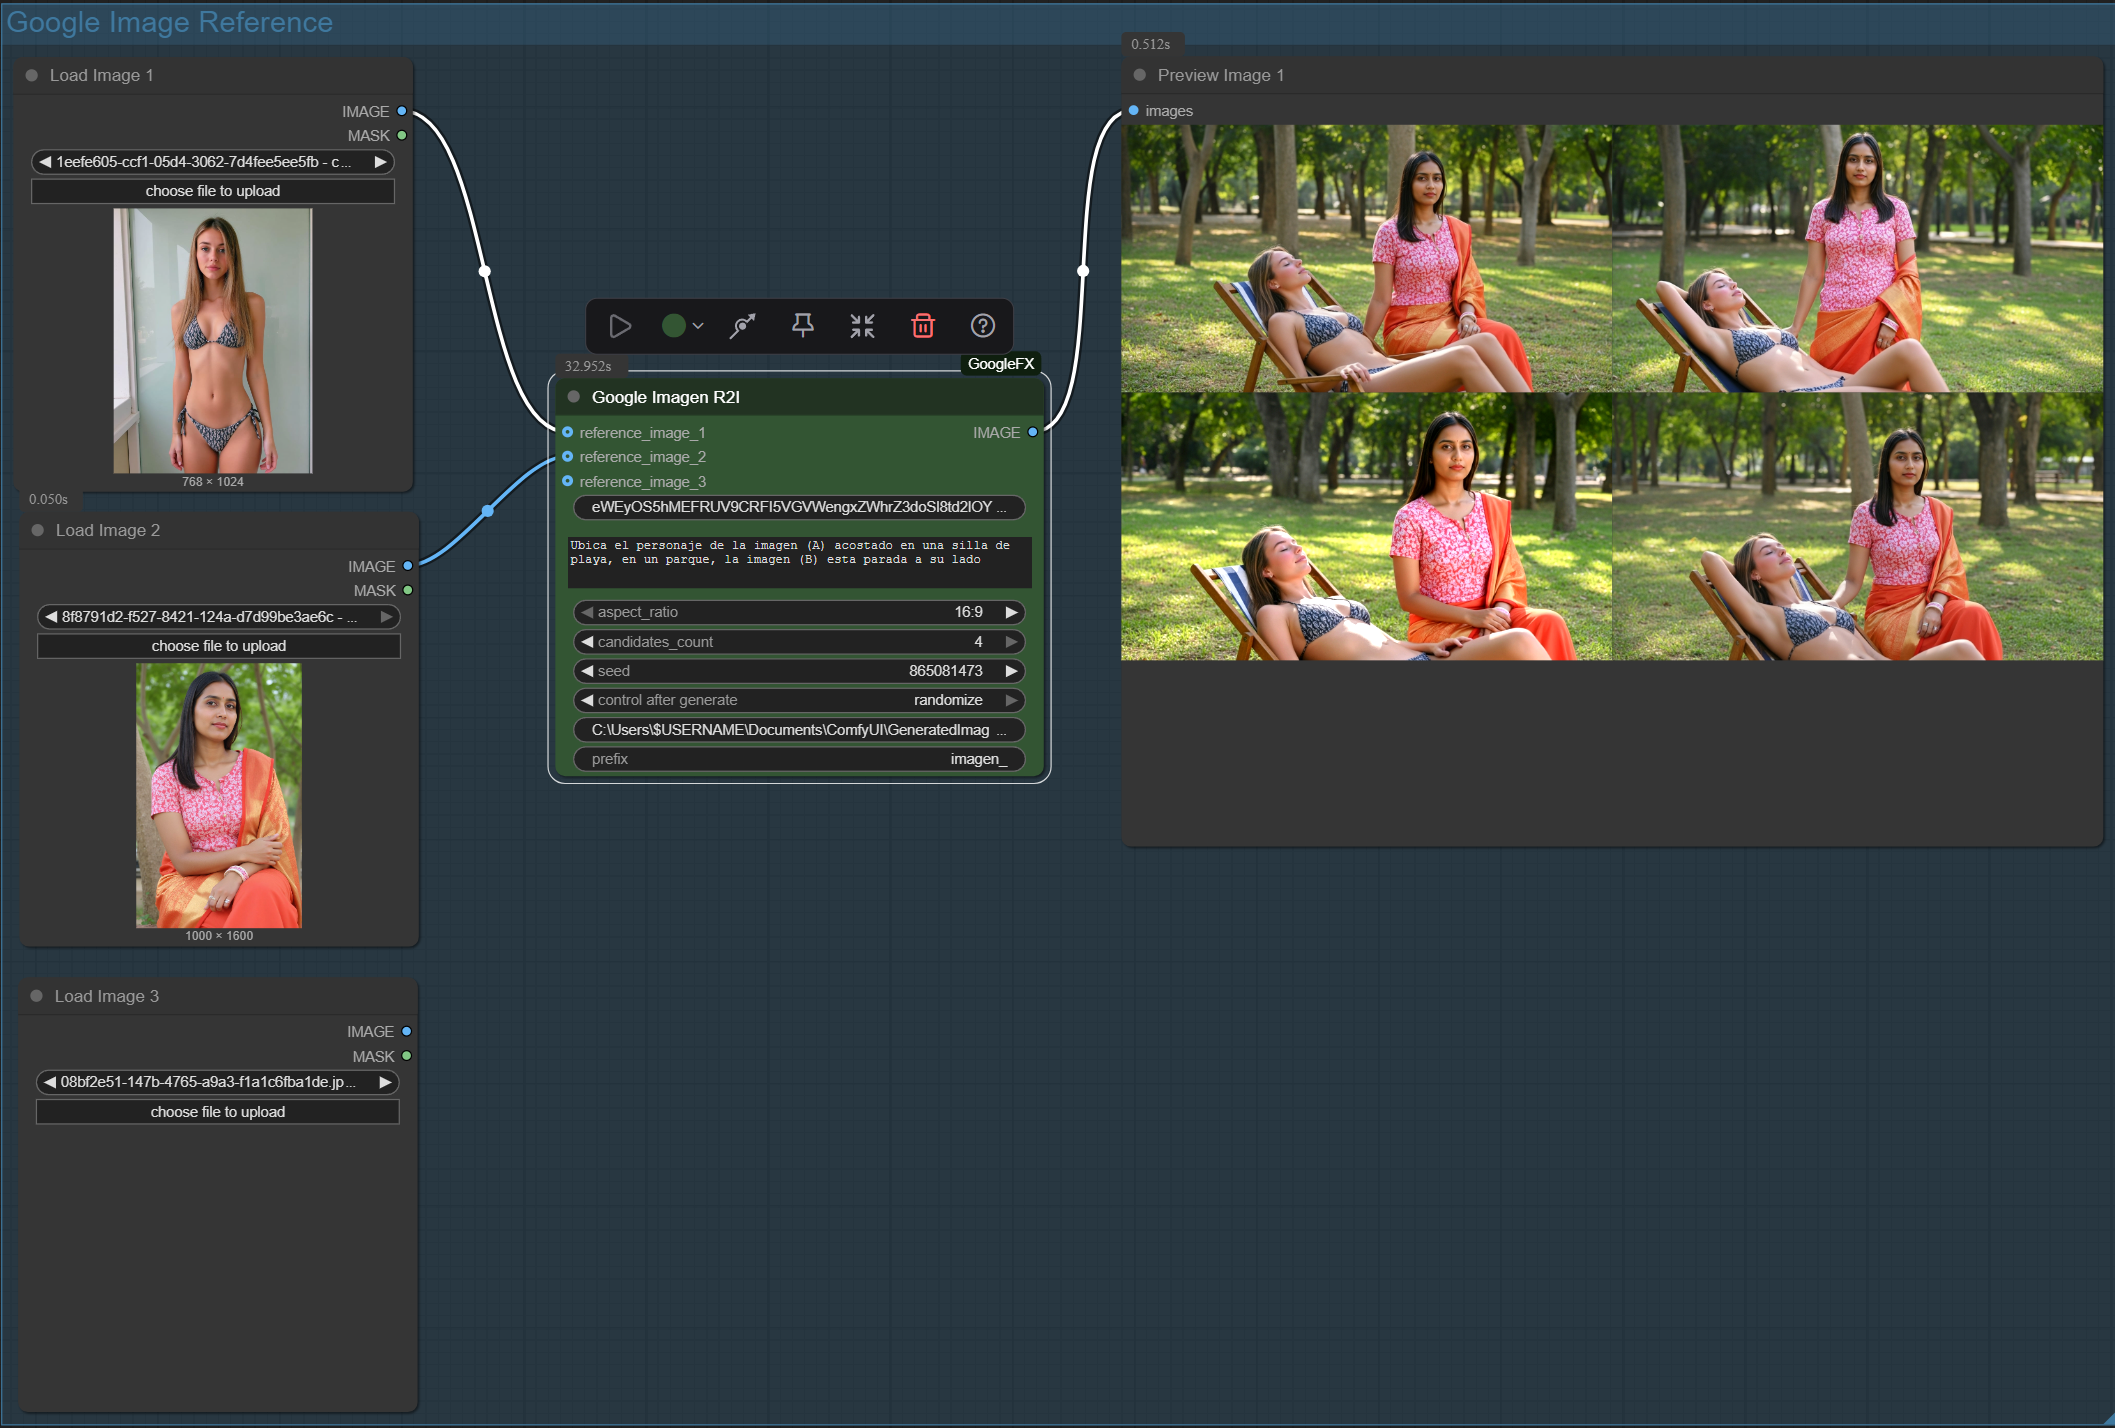 Google Image Reference
Load Image 1
IMAGE
MASK
1eefe605-ccf1-05d4-3062-7d4fee5ee5fb - c...
choose file to upload
768 × 1024
0.050s
Load Image 2
IMAGE
MASK
8f8791d2-f527-8421-124a-d7d99be3ae6c - ...
choose file to upload
1000 × 1600
Load Image 3
IMAGE
MASK
08bf2e51-147b-4765-a9a3-f1a1c6fba1de.jp...
choose file to upload
32.952s
GoogleFX
Google Imagen R2I
reference_image_1
IMAGE
reference_image_2
reference_image_3
eWEyOS5hMEFRUV9CRFI5VGVWengxZWhrZ3doSl8td2lOY ...
Ubica el personaje de la imagen (A) acostado en una silla de
playa, en un parque, la imagen (B) esta parada a su lado
aspect_ratio 16:9
candidates_count 4
seed 865081473
control after generate randomize
C:\Users\$USERNAME\Documents\ComfyUI\GeneratedImag ...
prefix imagen_
0.512s
Preview Image 1
images